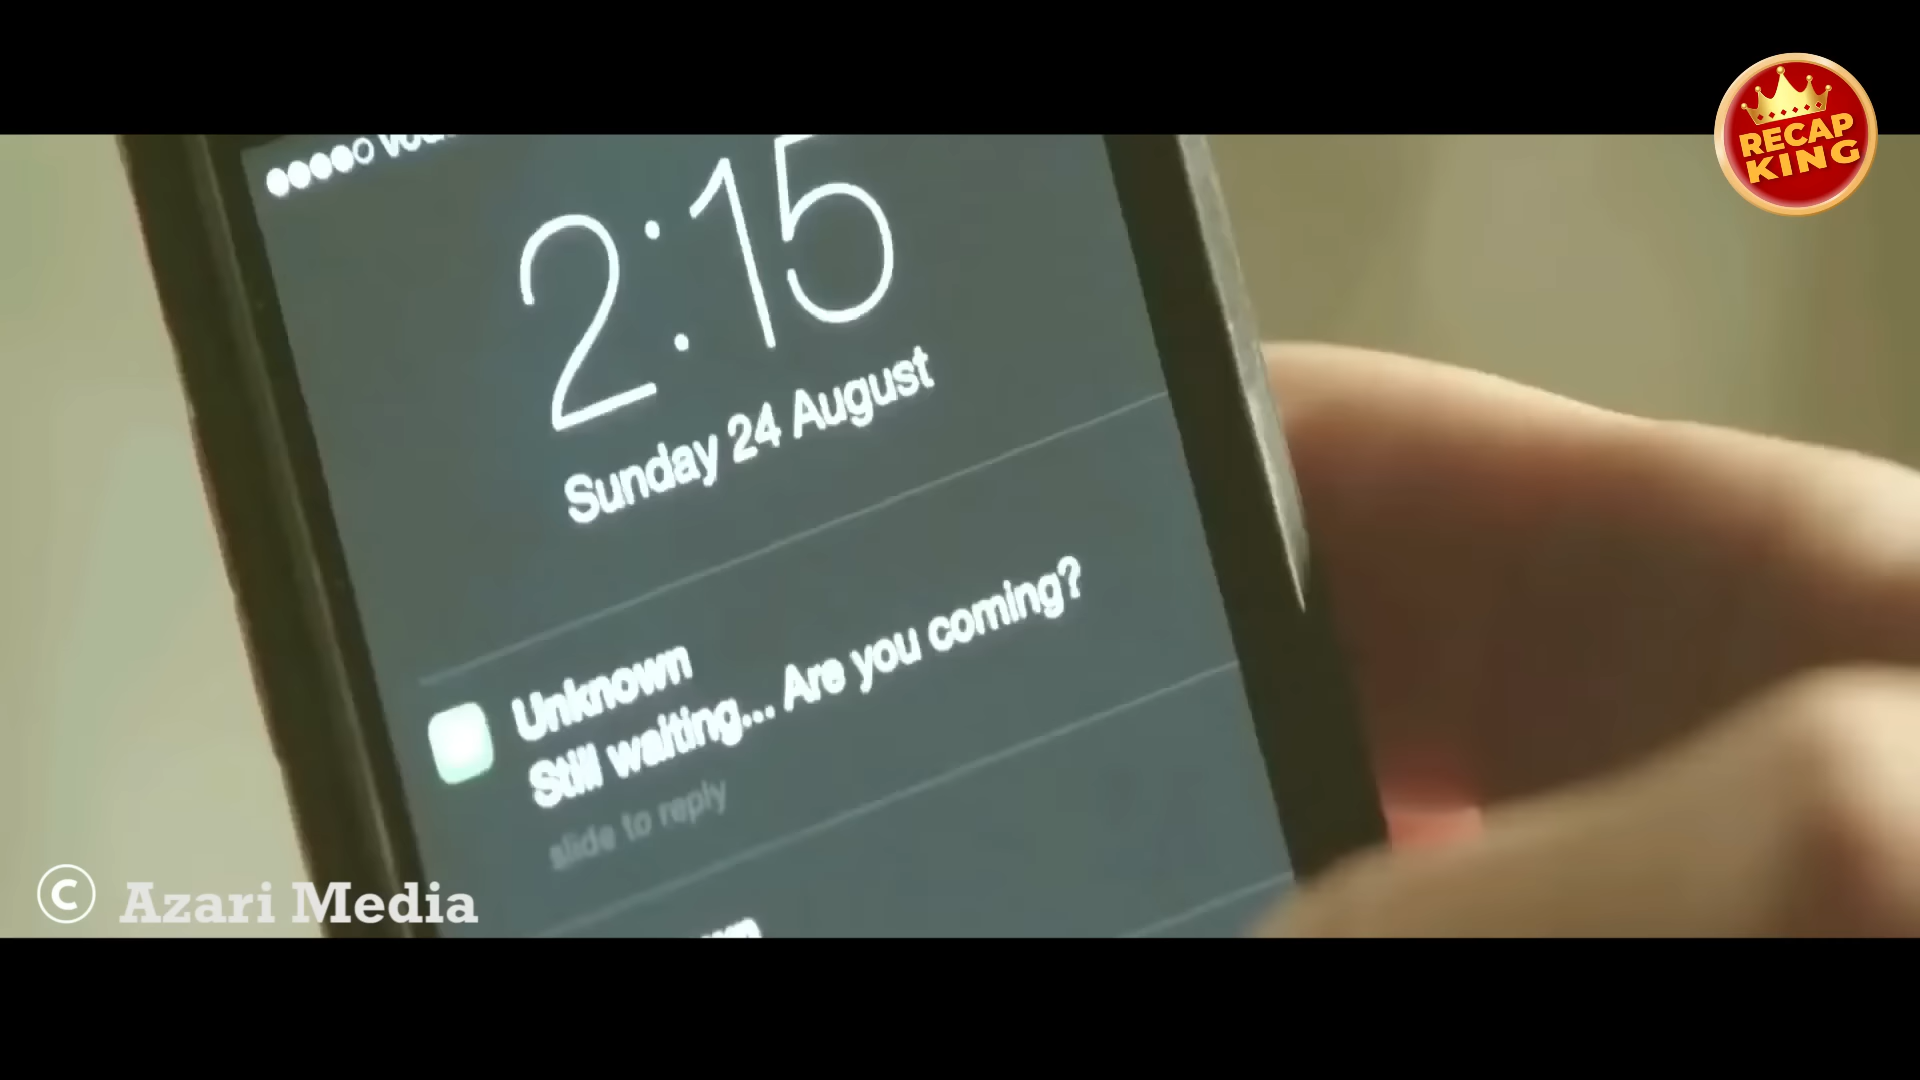 2:15
Sunday 24 August
Unknown
Still waiting... Are you coming?
slide to reply
RECAP
KING
© Azari Media